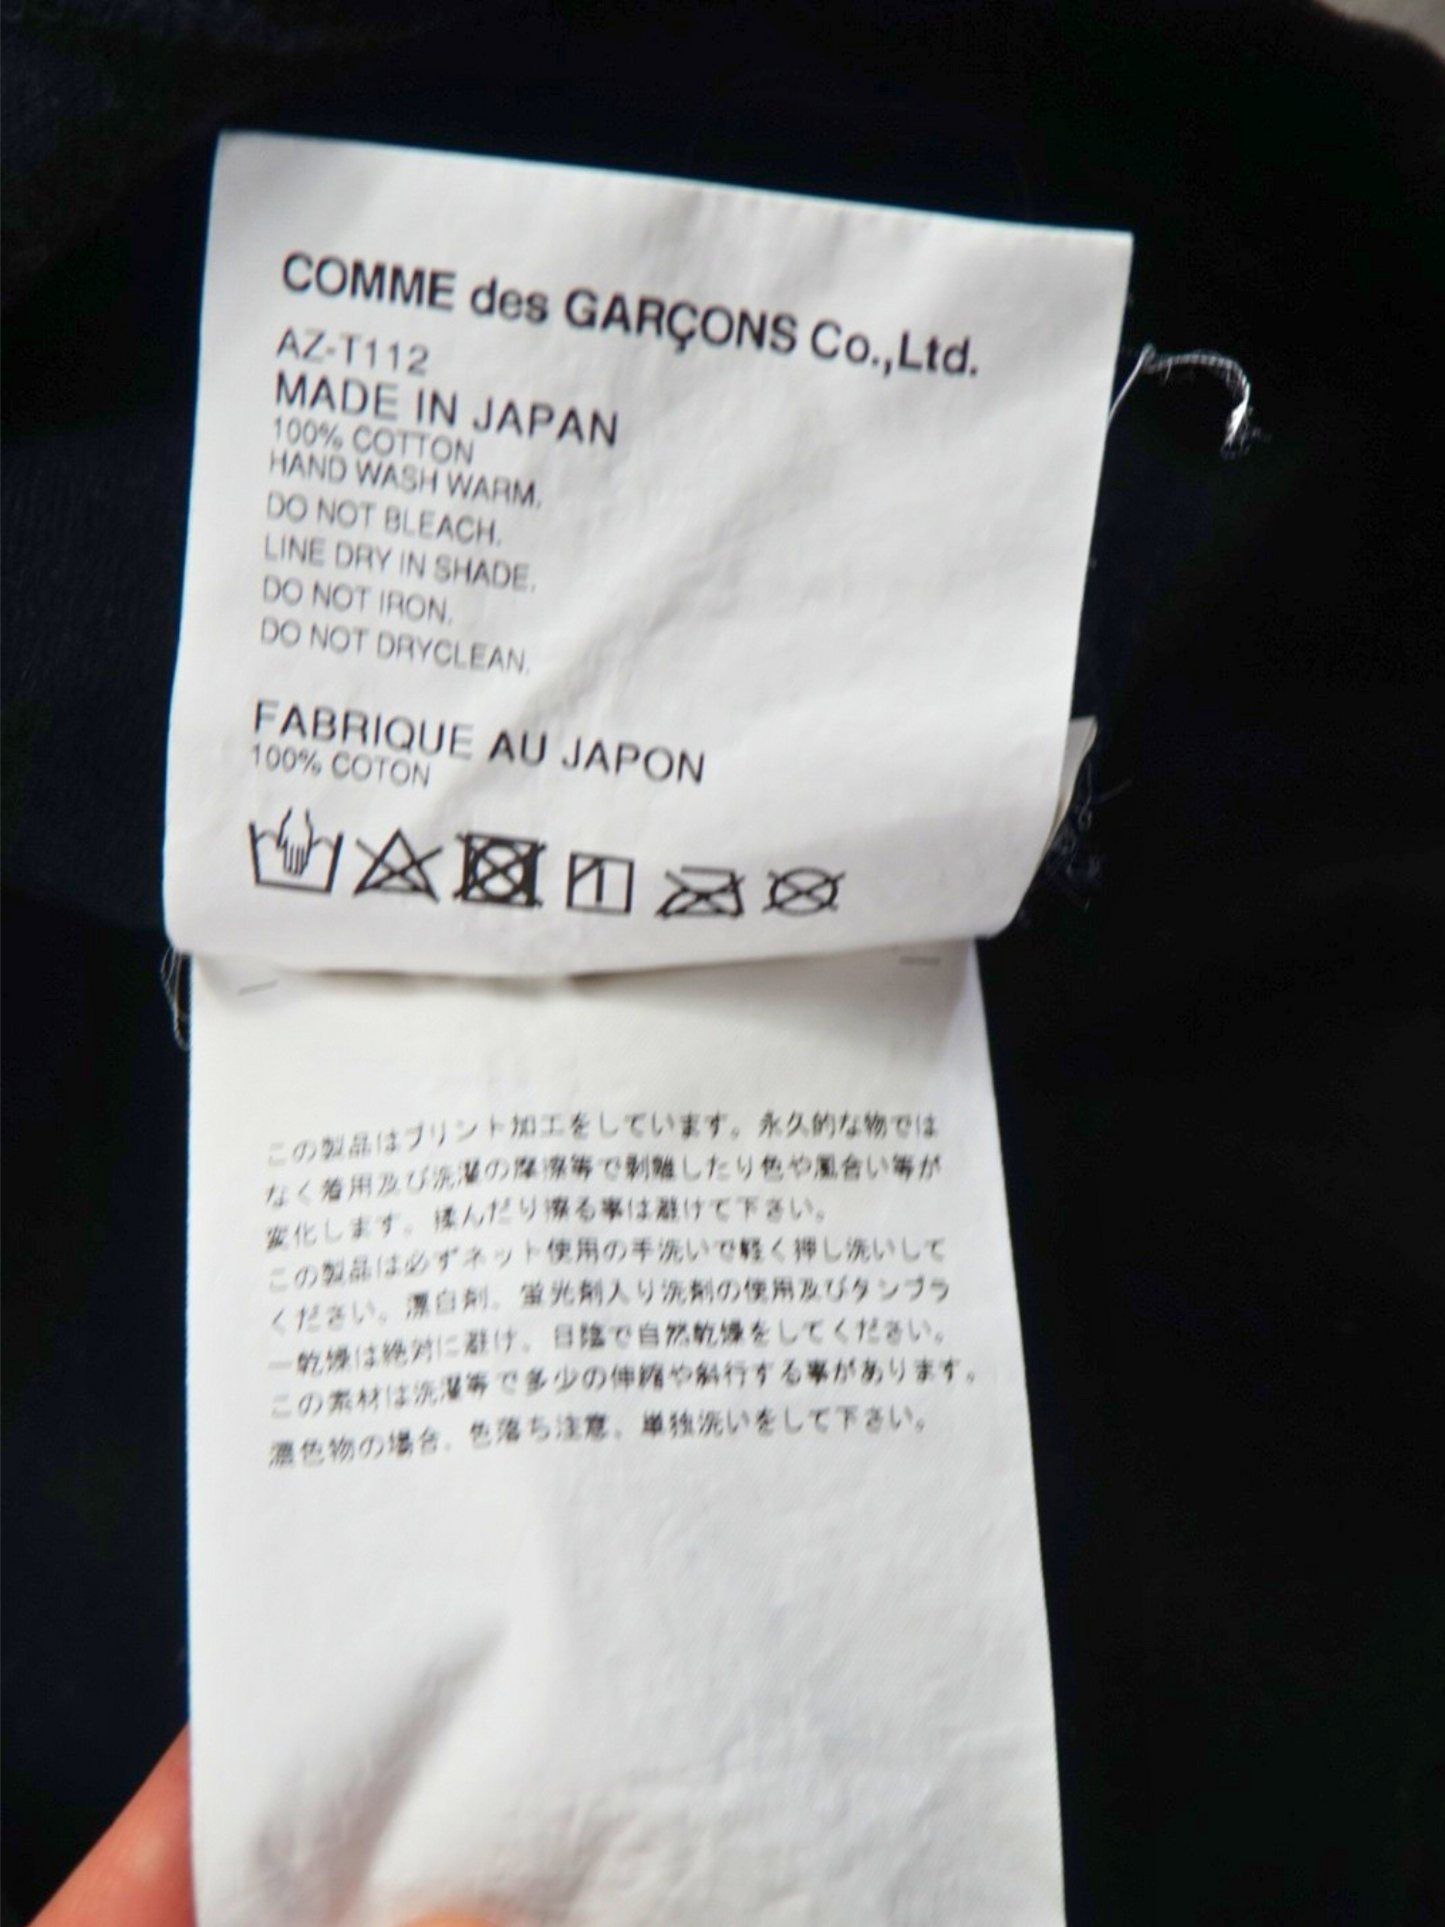 COMME des GARÇONS Co.,Ltd.
AZ-T112
MADE IN JAPAN
100% COTTON
HAND WASH WARM.
DO NOT BLEACH.
LINE DRY IN SHADE.
DO NOT IRON.
DO NOT DRYCLEAN.
FABRIQUE AU JAPON
100% COTON
この製品はプリント加工をしています。永久的な物では
なく着用及び洗濯の摩擦等で剥離したり色や風合い等が
変化します。揉んだり擦る事は避けて下さい。
この製品は必ずネット使用の手洗いで軽く押し洗いして
ください。漂白剤、蛍光剤入り洗剤の使用及びタンブラ
ー乾燥は絶対に避け、日陰で自然乾燥をしてください。
この素材は洗濯等で多少の伸縮や斜行する事があります。
濃色物の場合、色落ち注意、単独洗いをして下さい。